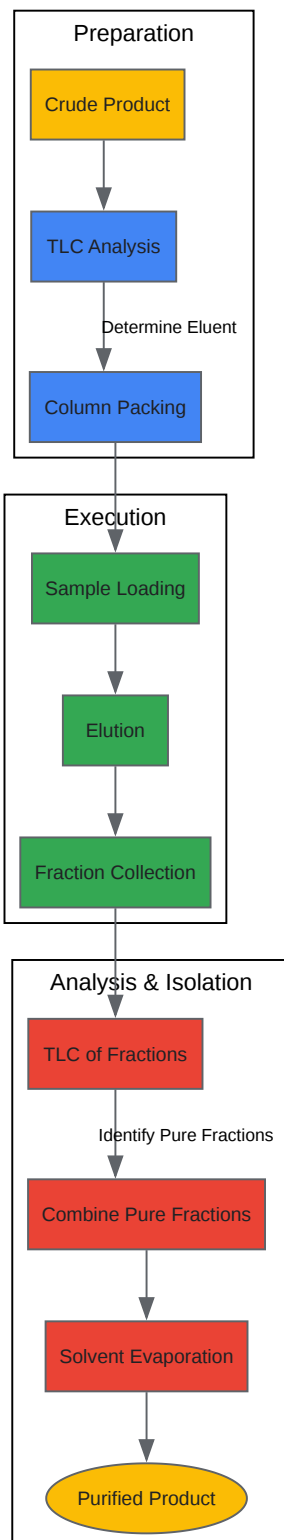 Preparation
Crude Product
TLC Analysis
Determine Eluent
Column Packing
Execution
Sample Loading
Elution
Fraction Collection
Analysis & Isolation
TLC of Fractions
Identify Pure Fractions
Combine Pure Fractions
Solvent Evaporation
Purified Product